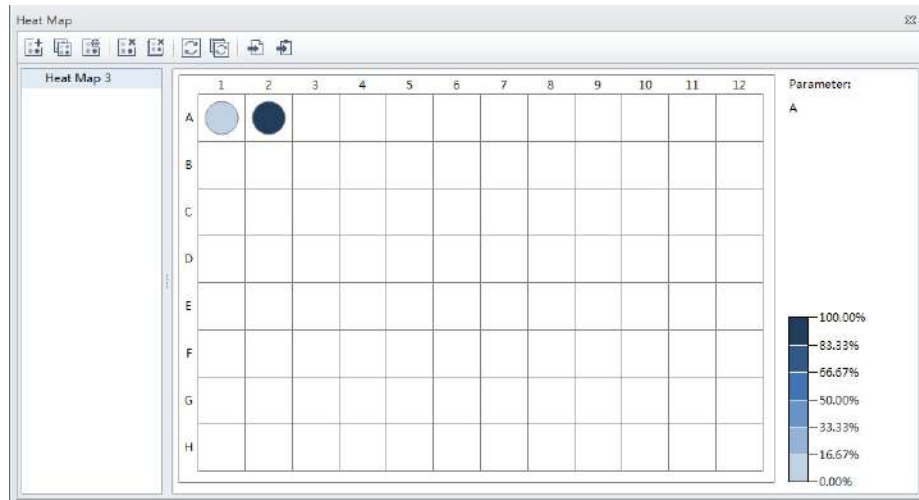 Heat Map
Heat Map 3
1 2 3 4 5 6 7 8 9 10 11 12
A
B
C
D
E
F
G
H
Parameter:
A
100.00%
83.33%
66.67%
50.00%
33.33%
16.67%
0.00%